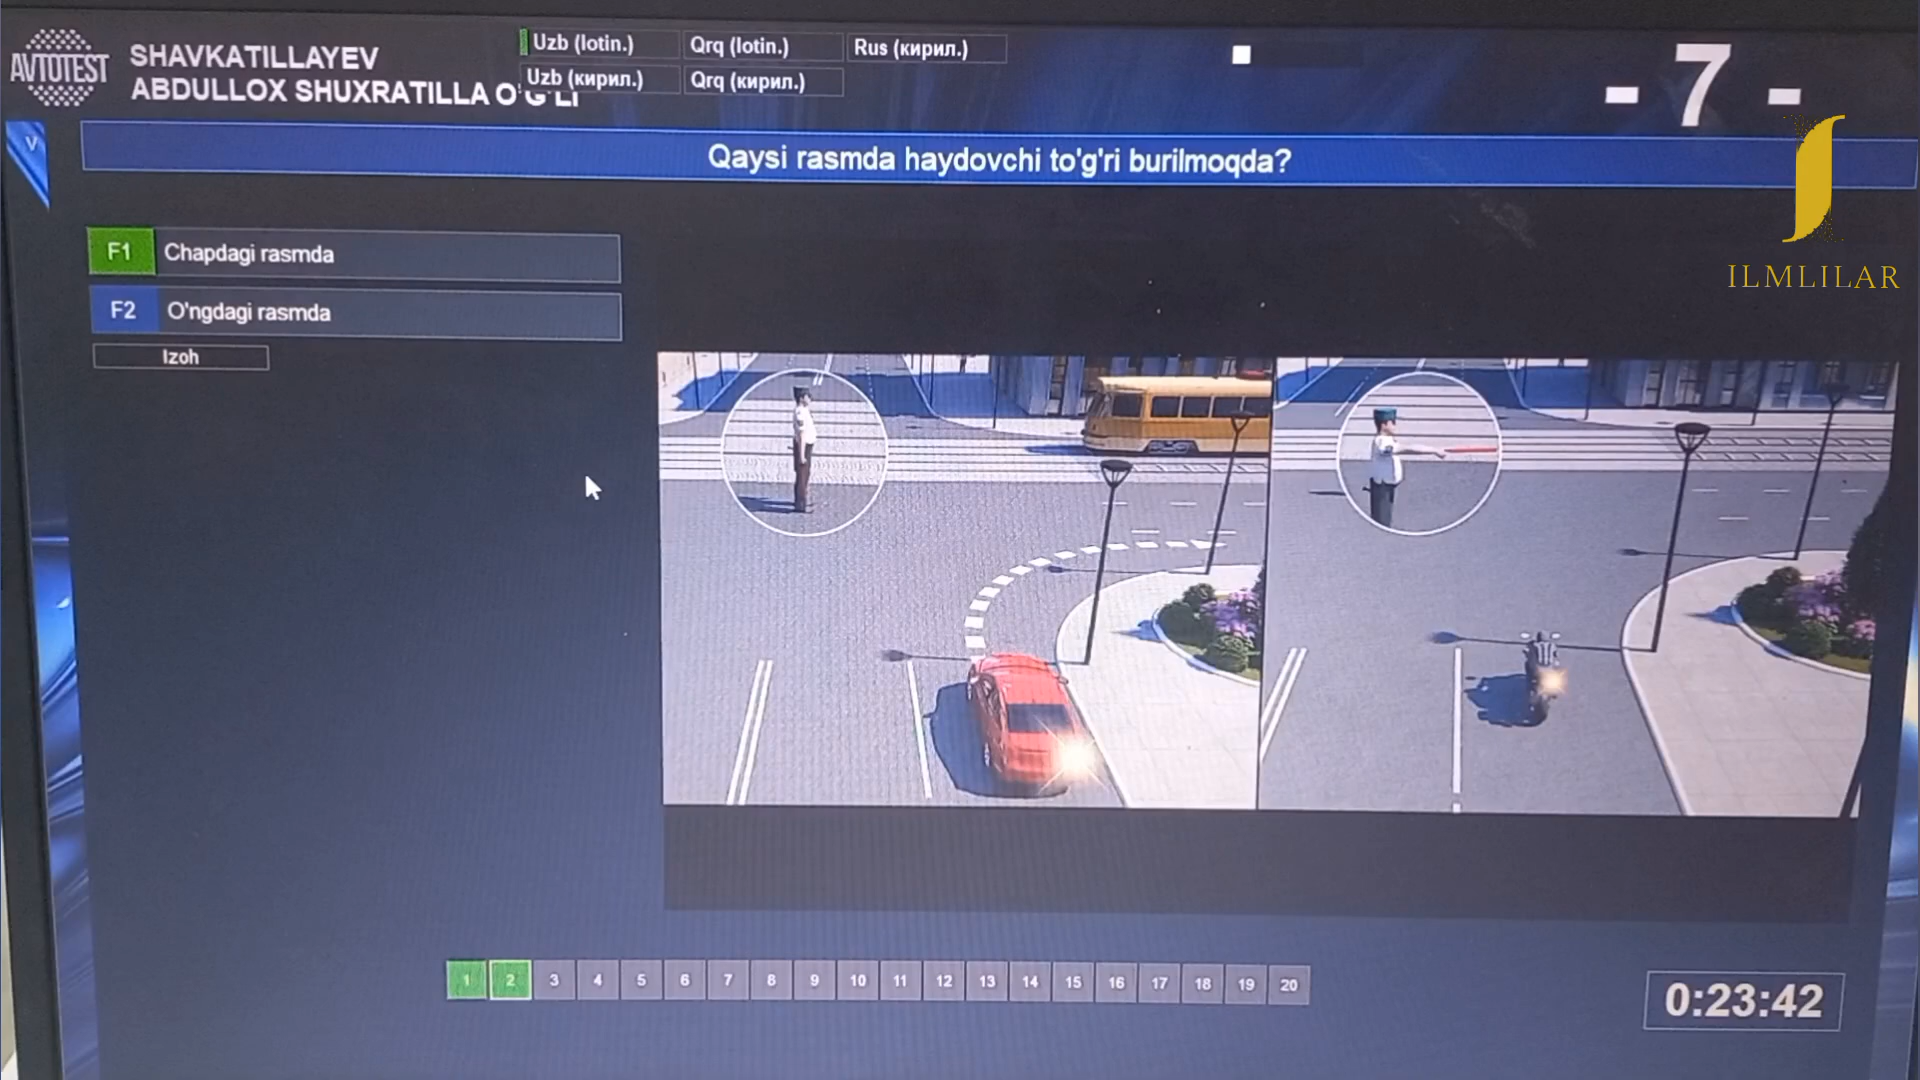 AVTOTEST
SHAVKATILLAYEV
ABDULLOX SHUXRATILLA O'G'LI
Uzb (lotin.)
Qrq (lotin.)
Rus (кирил.)
Uzb (кирил.)
Qrq (кирил.)
- 7 -
V
Qaysi rasmda haydovchi to'g'ri burilmoqda?
ILMLILAR
F1 Chapdagi rasmda
F2 O'ngdagi rasmda
Izoh
1 2 3 4 5 6 7 8 9 10 11 12 13 14 15 16 17 18 19 20
0:23:42